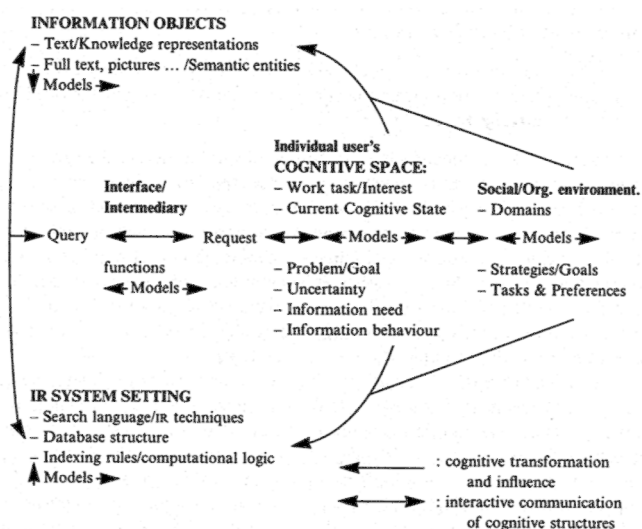 INFORMATION OBJECTS
– Text/Knowledge representations
– Full text, pictures ... /Semantic entities
Models
Individual user's
COGNITIVE SPACE:
– Work task/Interest
– Current Cognitive State
Interface/
Intermediary
Social/Org. environment.
– Domains
Query
Request
Models
Models
functions
Models
– Problem/Goal
– Uncertainty
– Information need
– Information behaviour
– Strategies/Goals
– Tasks & Preferences
IR SYSTEM SETTING
– Search language/IR techniques
– Database structure
– Indexing rules/computational logic
Models
: cognitive transformation
and influence
: interactive communication
of cognitive structures